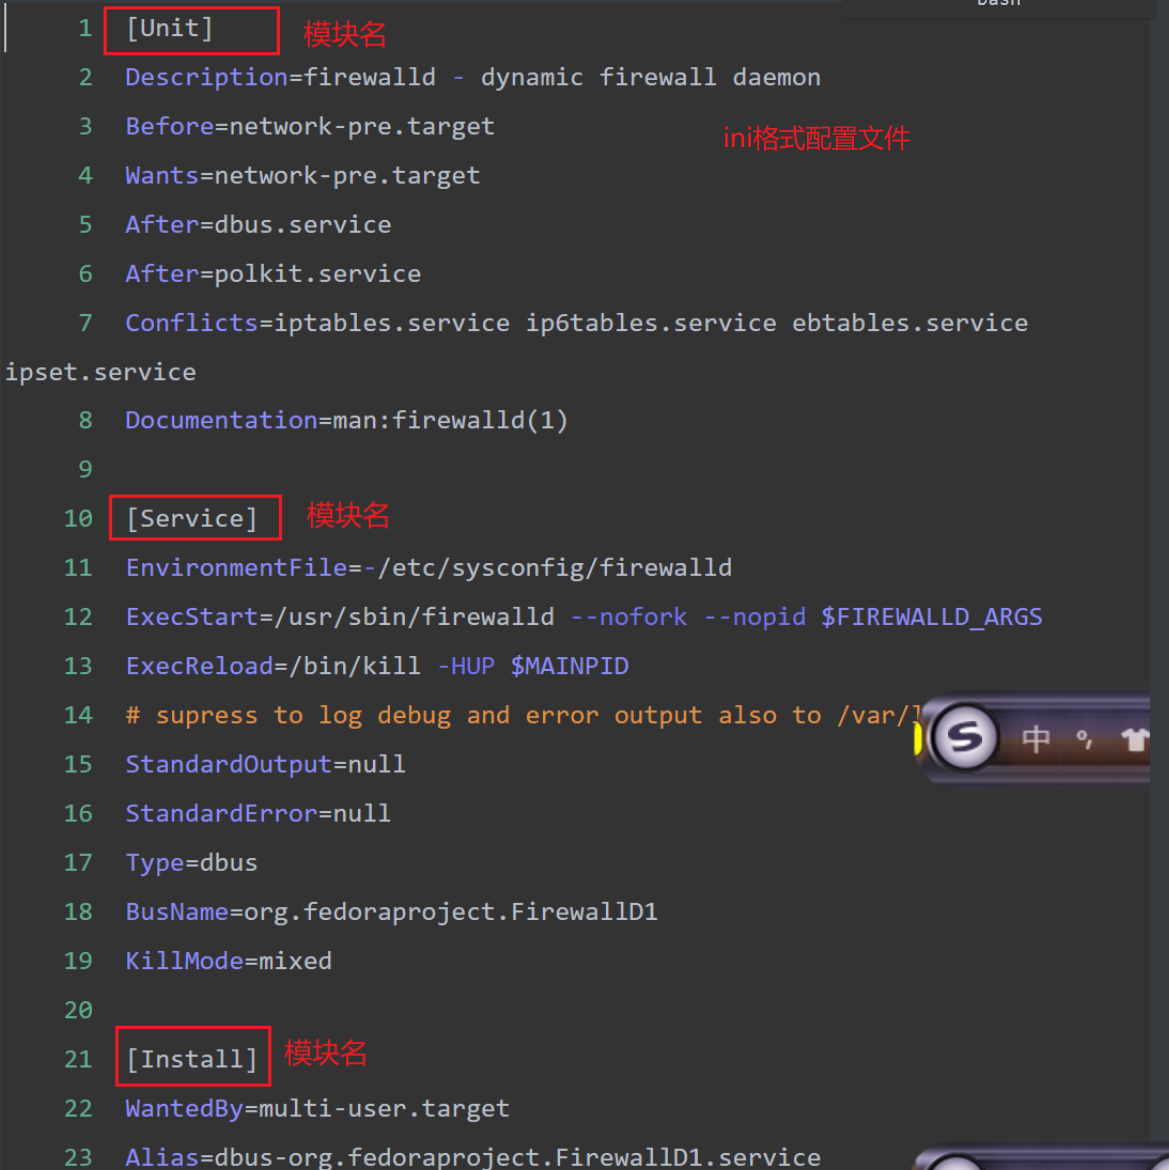 bash
1 [Unit] 模块名
2 Description=firewalld - dynamic firewall daemon
3 Before=network-pre.target
ini格式配置文件
4 Wants=network-pre.target
5 After=dbus.service
6 After=polkit.service
7 Conflicts=iptables.service ip6tables.service ebtables.service
ipset.service
8 Documentation=man:firewalld(1)
9
10 [Service] 模块名
11 EnvironmentFile=-/etc/sysconfig/firewalld
12 ExecStart=/usr/sbin/firewalld --nofork --nopid $FIREWALLD_ARGS
13 ExecReload=/bin/kill -HUP $MAINPID
14 # supress to log debug and error output also to /var/
S 中 °,
15 StandardOutput=null
16 StandardError=null
17 Type=dbus
18 BusName=org.fedoraproject.FirewallD1
19 KillMode=mixed
20
21 [Install] 模块名
22 WantedBy=multi-user.target
23 Alias=dbus-org.fedoraproject.FirewallD1.service